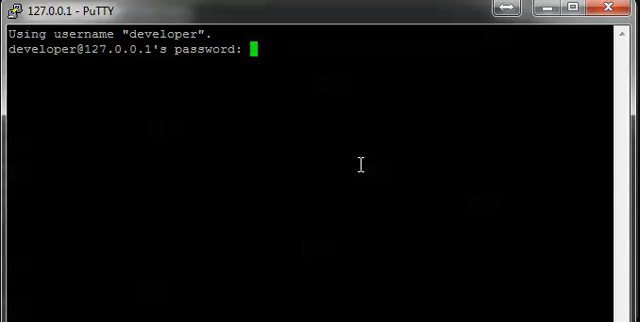 127.0.0.1 - PuTTY
Using username "developer".
developer@127.0.0.1's password: